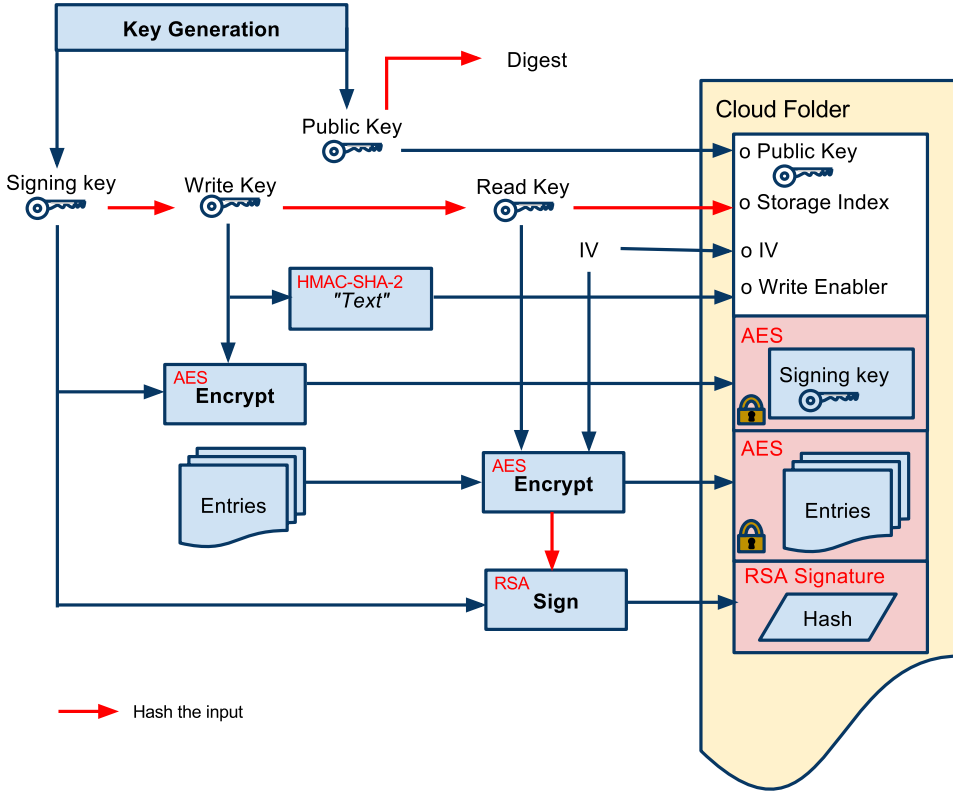 Key Generation
Digest
Public Key
Signing key
Write Key
Read Key
IV
HMAC-SHA-2
"Text"
AES
Encrypt
Entries
AES
Encrypt
RSA
Sign
Hash the input
Cloud Folder
o Public Key
o Storage Index
o IV
o Write Enabler
AES
Signing key
AES
Entries
RSA Signature
Hash